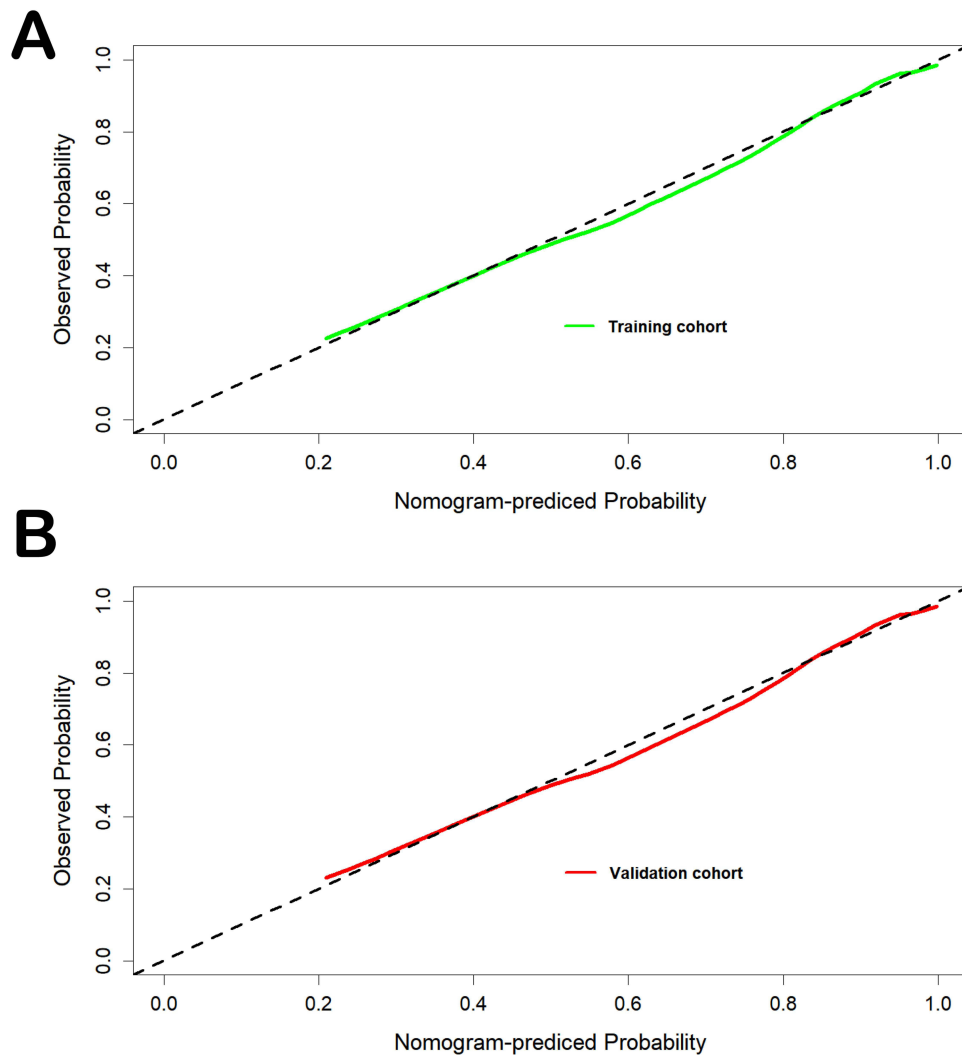 A
1.0
0.8
0.6
0.4
0.2
0.0
Observed Probability
Training cohort
0.0 0.2 0.4 0.6 0.8 1.0
Nomogram-prediced Probability
B
1.0
0.8
0.6
0.4
0.2
0.0
Observed Probability
Validation cohort
0.0 0.2 0.4 0.6 0.8 1.0
Nomogram-prediced Probability